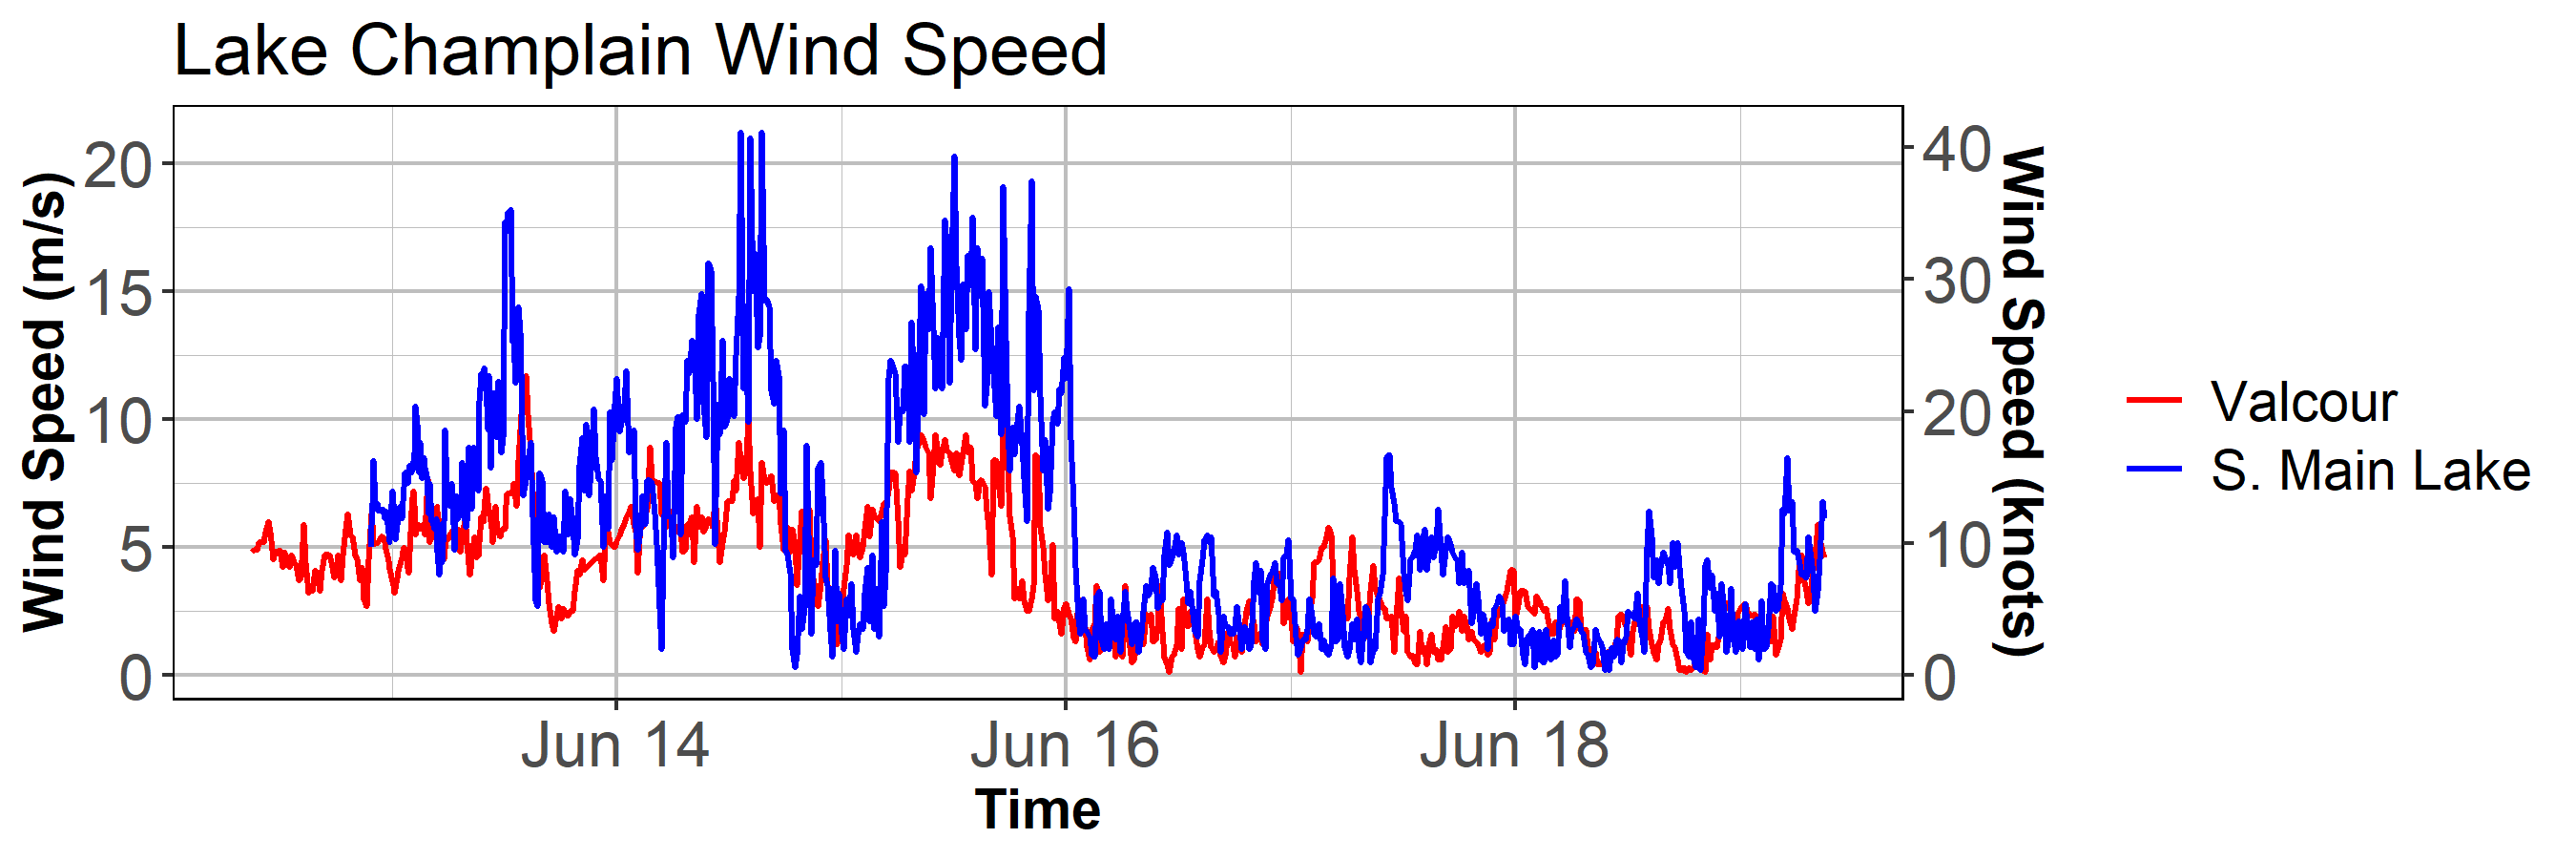 Lake Champlain Wind Speed
Wind Speed (m/s)
20
15
10
5
0
40
30
20
10
0
Wind Speed (knots)
Jun 14
Jun 16
Jun 18
Time
Valcour
S. Main Lake